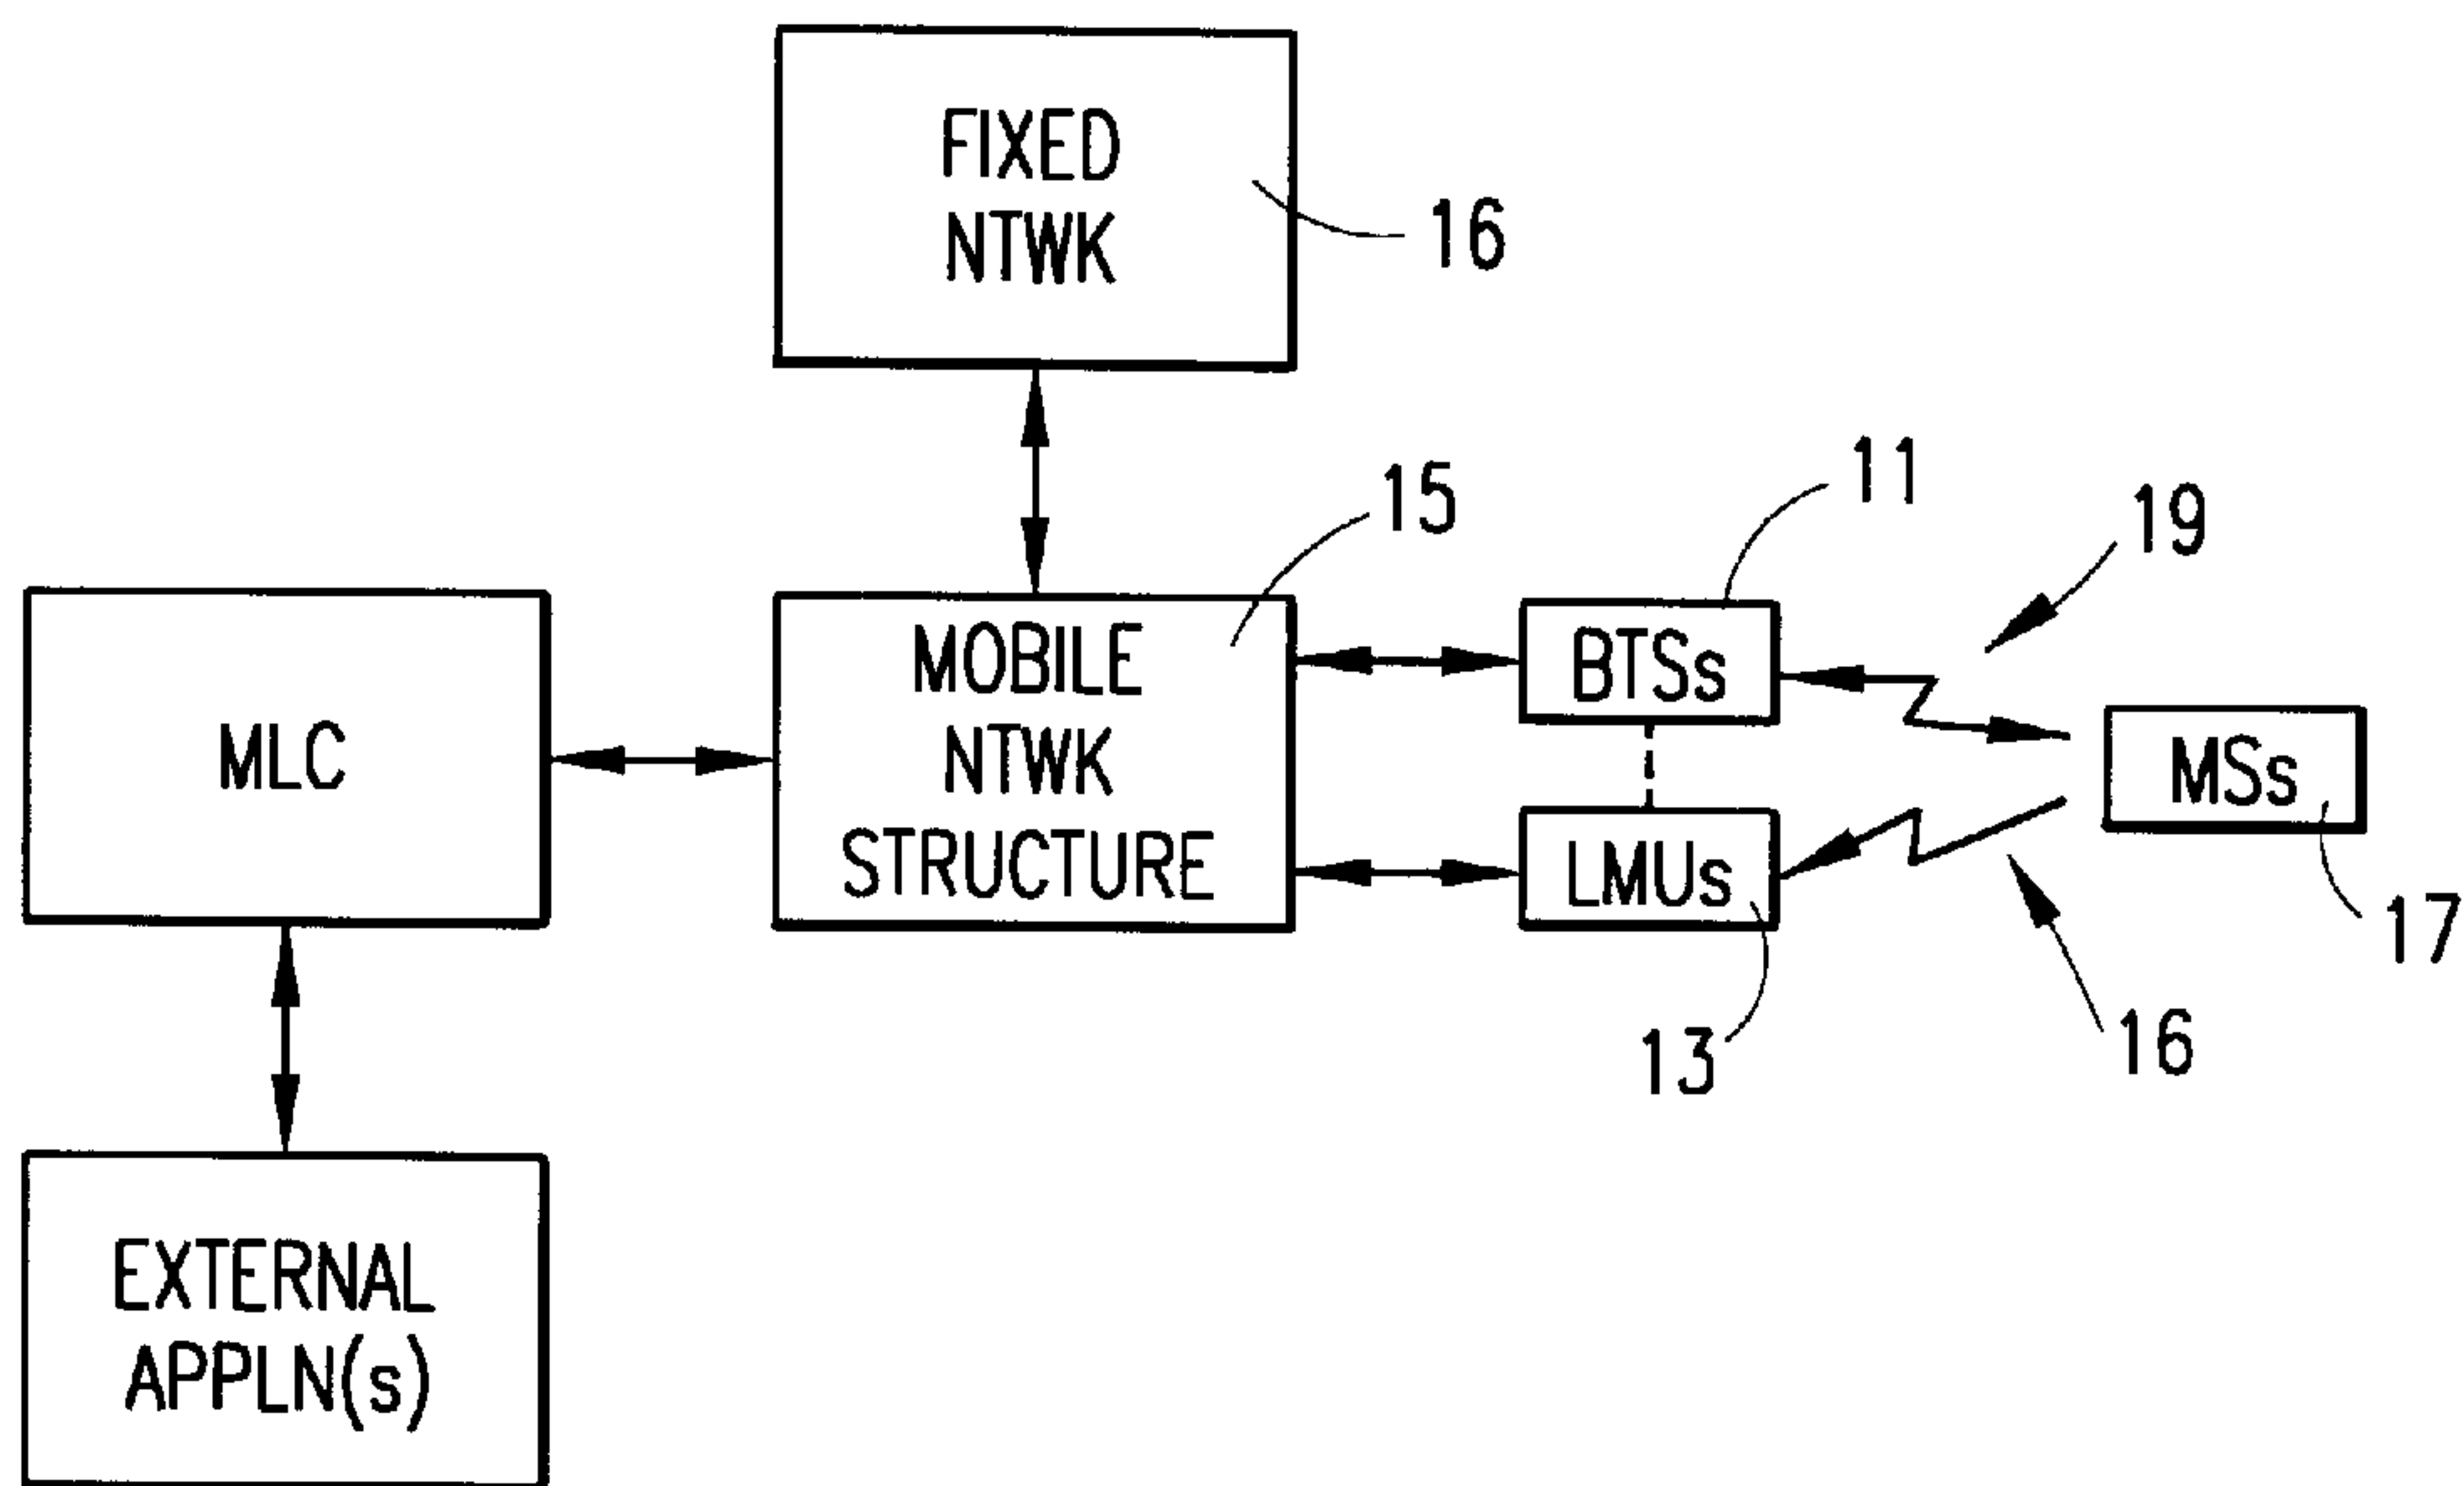 FIXED
NTWK
16
15
11
19
MLC
MOBILE
NTWK
STRUCTURE
BTSs
LMUs
MSs
17
13
16
EXTERNAL
APPLN(s)